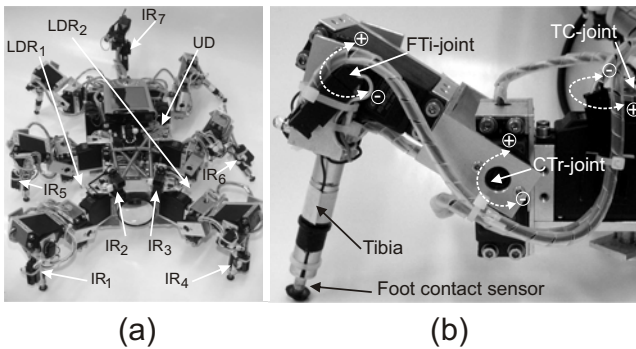 IR7
LDR1
LDR2
UD
IR5
IR6
IR2
IR3
IR1
IR4
(a)
FTi-joint
TC-joint
CTr-joint
Tibia
Foot contact sensor
+
-
-
+
+
-
(b)